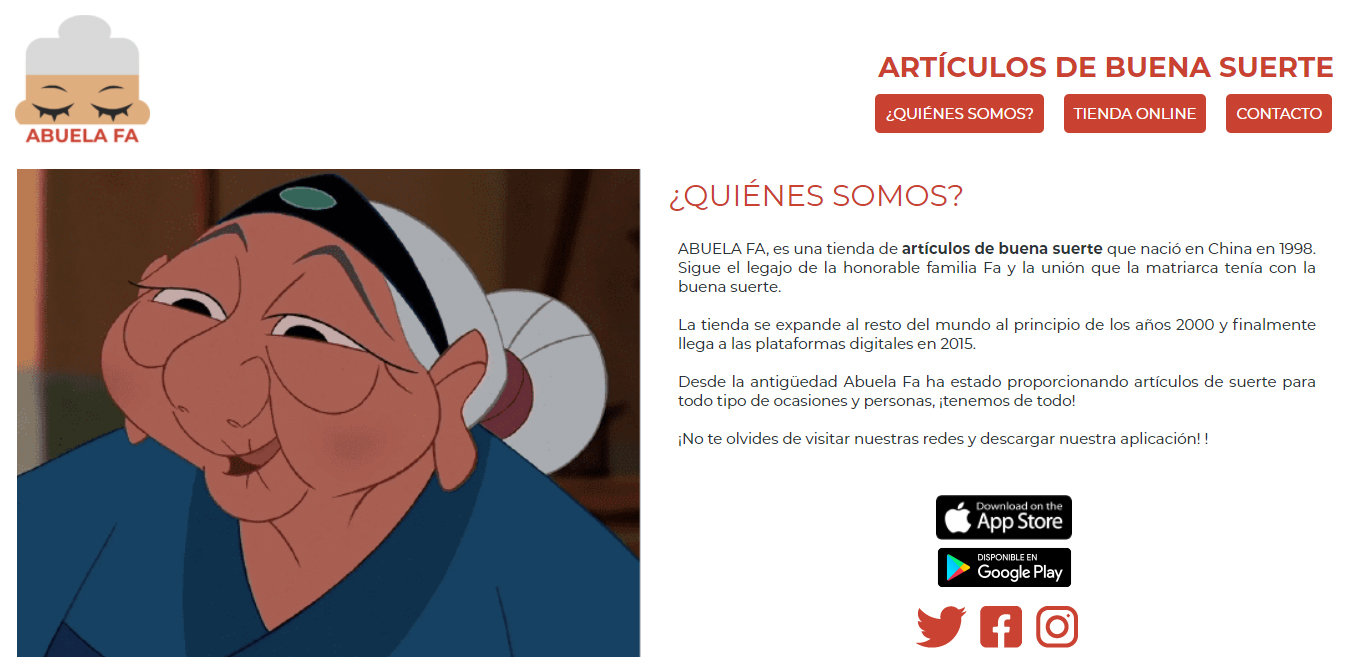 ABUELA FA
ARTÍCULOS DE BUENA SUERTE
¿QUIÉNES SOMOS?
TIENDA ONLINE
CONTACTO
¿QUIÉNES SOMOS?
ABUELA FA, es una tienda de artículos de buena suerte que nació en China en 1998.
Sigue el legajo de la honorable familia Fa y la unión que la matriarca tenía con la
buena suerte.
La tienda se expande al resto del mundo al principio de los años 2000 y finalmente
llega a las plataformas digitales en 2015.
Desde la antigüedad Abuela Fa ha estado proporcionando artículos de suerte para
todo tipo de ocasiones y personas, ¡tenemos de todo!
¡No te olvides de visitar nuestras redes y descargar nuestra aplicación! !
Download on the
App Store
DISPONIBLE EN
Google Play